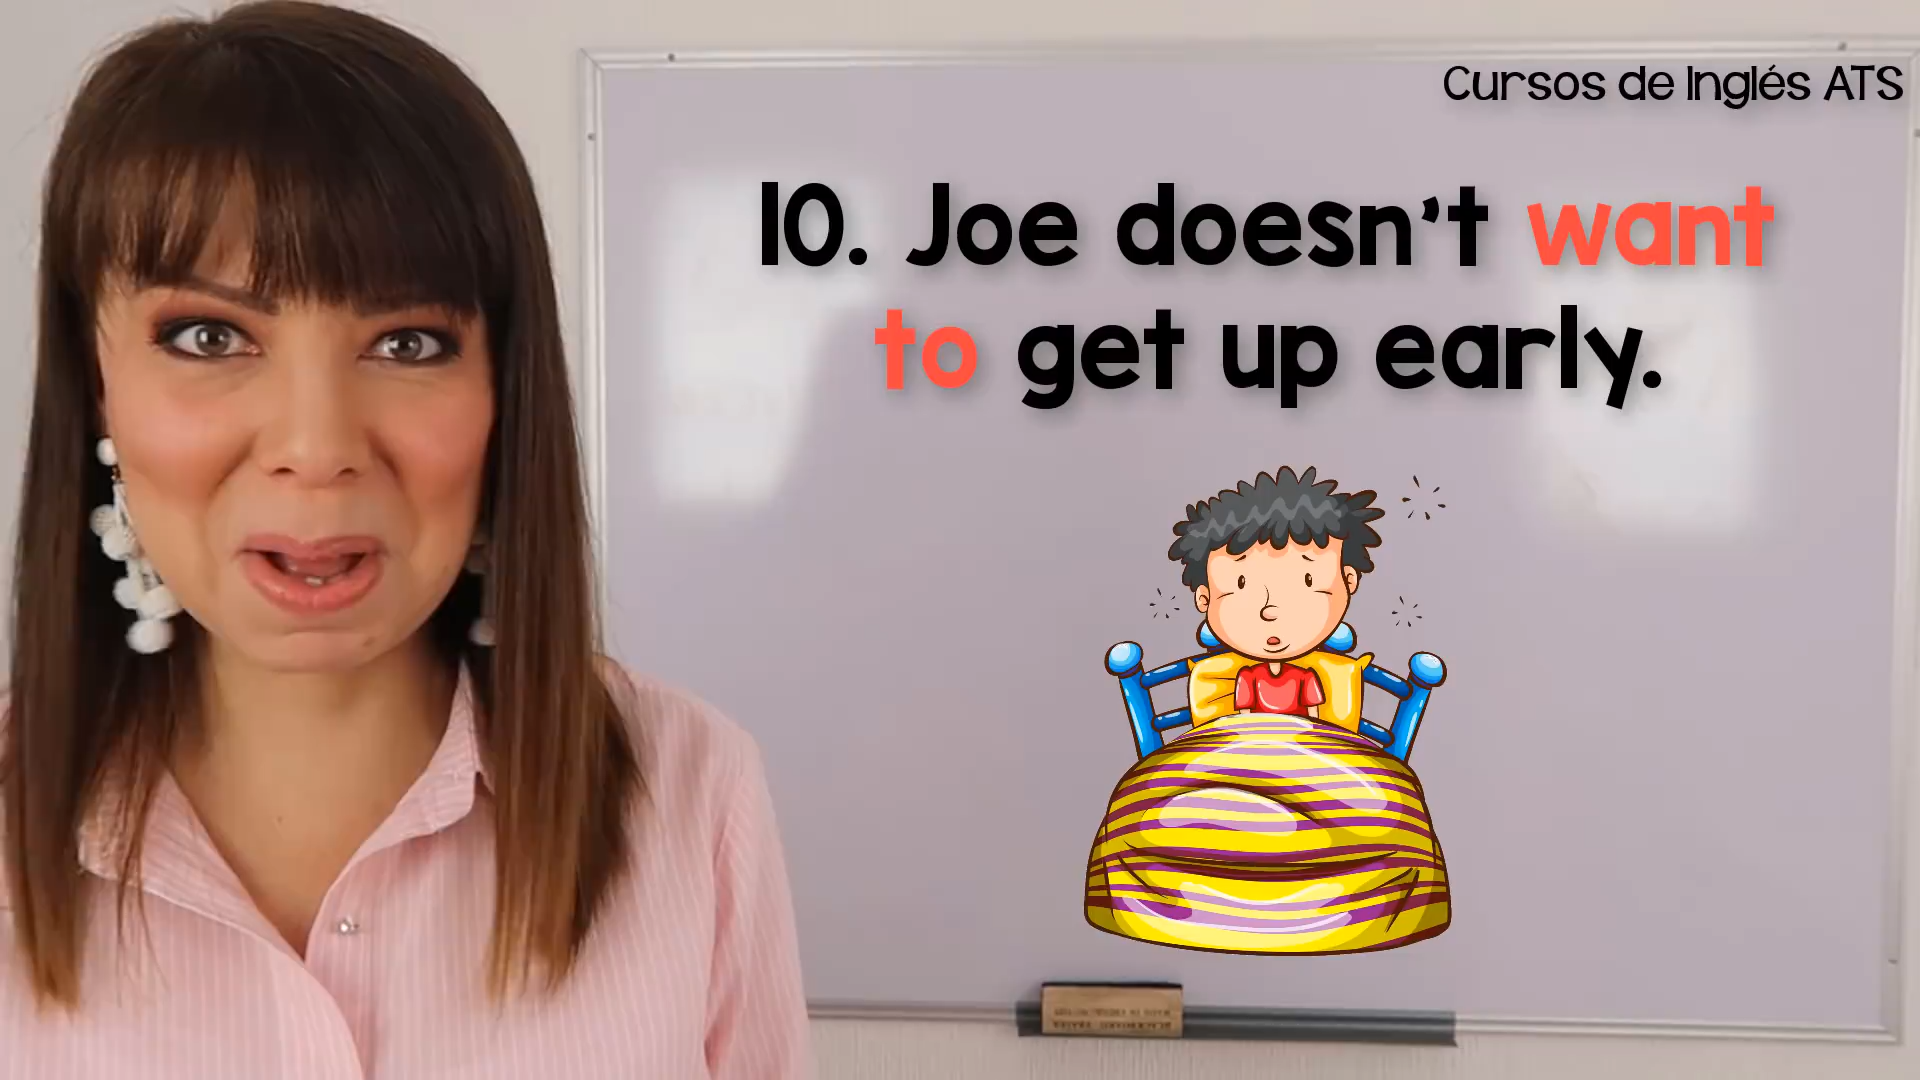 Cursos de Inglés ATS
10. Joe doesn't want
to get up early.